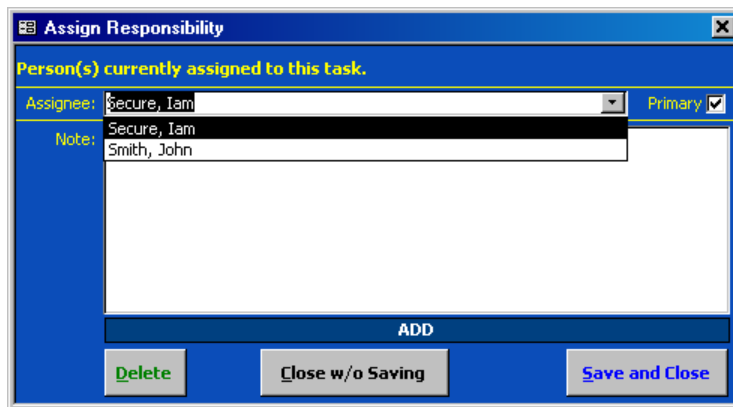 Assign Responsibility
Person(s) currently assigned to this task.
Assignee: Secure, Iam Primary
Secure, Iam
Note:
Smith, John
ADD
Delete Close w/o Saving Save and Close